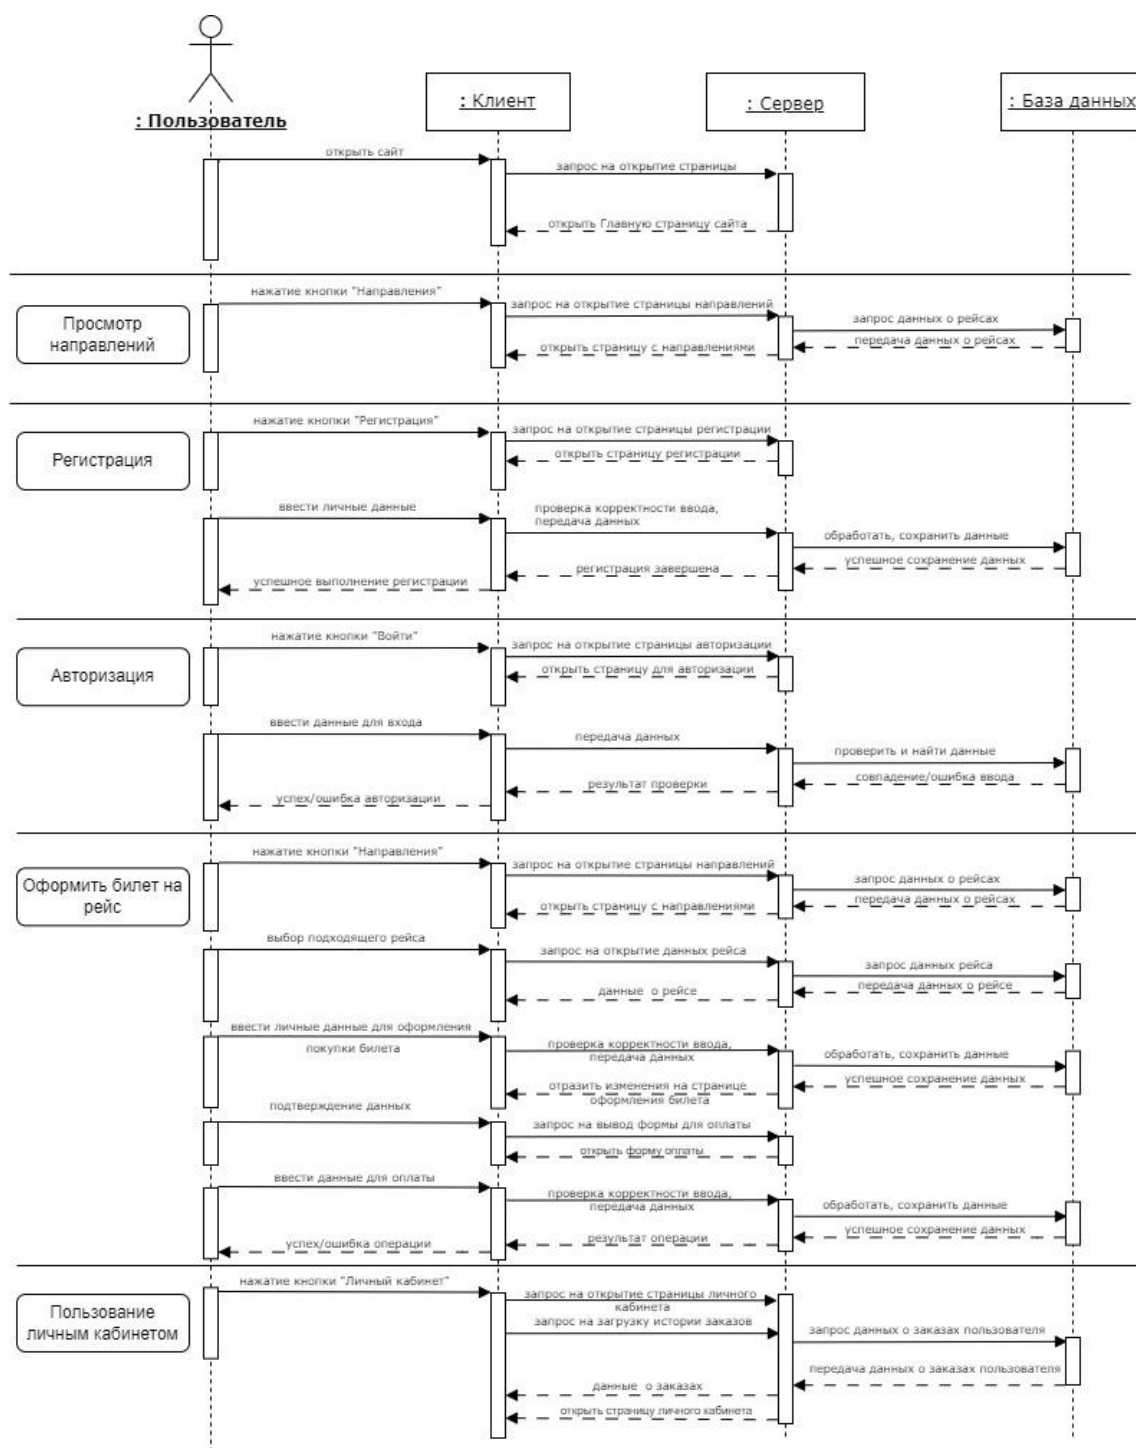 : Пользователь
: Клиент
: Сервер
: База данных
открыть сайт
запрос на открытие страницы
открыть Главную страницу сайта
нажатие кнопки "Направления"
Просмотр
направлений
запрос на открытие страницы направлений
запрос данных о рейсах
передача данных о рейсах
открыть страницу с направлениями
нажатие кнопки "Регистрация"
Регистрация
запрос на открытие страницы регистрации
открыть страницу регистрации
ввести личные данные
проверка корректности ввода,
передача данных
обработать, сохранить данные
успешное сохранение данных
регистрация завершена
успешное выполнение регистрации
нажатие кнопки "Войти"
Авторизация
запрос на открытие страницы авторизации
открыть страницу для авторизации
ввести данные для входа
передача данных
проверить и найти данные
совпадение/ошибка ввода
результат проверки
успех/ошибка авторизации
нажатие кнопки "Направления"
Оформить билет на
рейс
запрос на открытие страницы направлений
запрос данных о рейсах
передача данных о рейсах
открыть страницу с направлениями
выбор подходящего рейса
запрос на открытие данных рейса
запрос данных рейса
передача данных о рейсе
данные о рейсе
ввести личные данные для оформления
покупки билета
проверка корректности ввода,
передача данных
обработать, сохранить данные
успешное сохранение данных
отразить изменения на странице
оформления билета
подтверждение данных
запрос на вывод формы для оплаты
открыть форму оплаты
ввести данные для оплаты
проверка корректности ввода,
передача данных
обработать, сохранить данные
успешное сохранение данных
результат операции
успех/ошибка операции
нажатие кнопки "Личный кабинет"
Пользование
личным кабинетом
запрос на открытие страницы личного
кабинета
запрос на загрузку истории заказов
запрос данных о заказах пользователя
передача данных о заказах пользователя
данные о заказах
открыть страницу личного кабинета